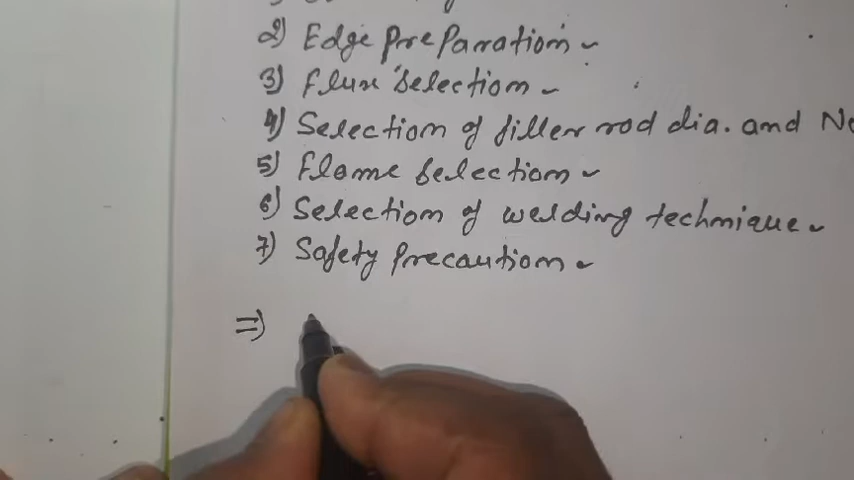 2) Edge Preparation
3) Flux Selection
4) Selection of filler rod dia. and
5) Flame Selection
6) Selection of welding technique
7) Safety Precaution
⇒)